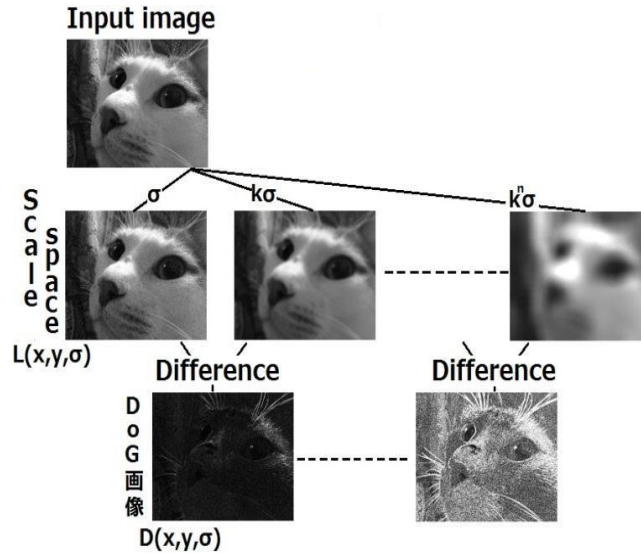 Input image
σ
kσ
kⁿσ
Scale
space
L(x,y,σ)
Difference
Difference
DoG画像
D(x,y,σ)